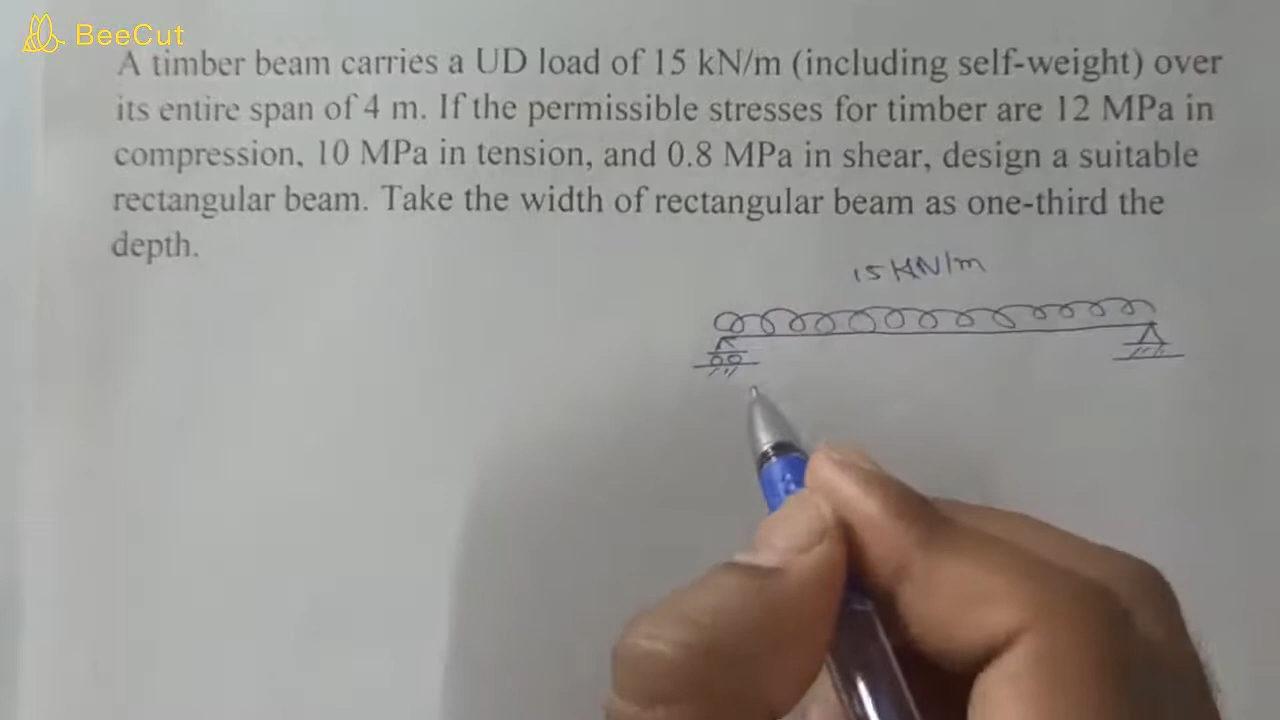 BeeCut
A timber beam carries a UD load of 15 kN/m (including self-weight) over
its entire span of 4 m. If the permissible stresses for timber are 12 MPa in
compression, 10 MPa in tension, and 0.8 MPa in shear, design a suitable
rectangular beam. Take the width of rectangular beam as one-third the
depth.
15 KN/m